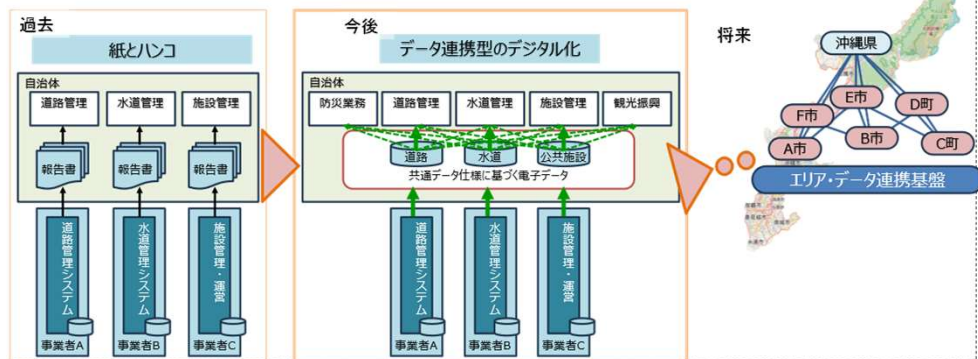 過去
紙とハンコ
自治体
道路管理
水道管理
施設管理
報告書
報告書
報告書
道路管理システム
水道管理システム
施設管理・運営
事業者A
事業者B
事業者C
今後
データ連携型のデジタル化
自治体
防災業務
道路管理
水道管理
施設管理
観光振興
道路
水道
公共施設
共通データ仕様に基づく電子データ
道路管理システム
水道管理システム
施設管理・運営
事業者A
事業者B
事業者C
将来
沖縄県
E市
D町
F市
B市
C町
A市
エリア・データ連携基盤